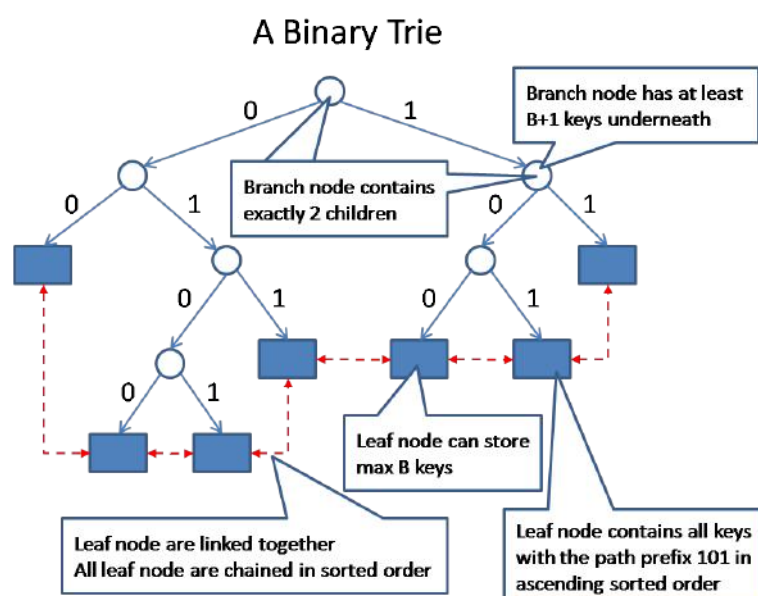 A Binary Trie
0
1
Branch node has at least
B+1 keys underneath
Branch node contains
exactly 2 children
0
1
0
1
0
1
0
1
0
1
Leaf node can store
max B keys
Leaf node are linked together
All leaf node are chained in sorted order
Leaf node contains all keys
with the path prefix 101 in
ascending sorted order